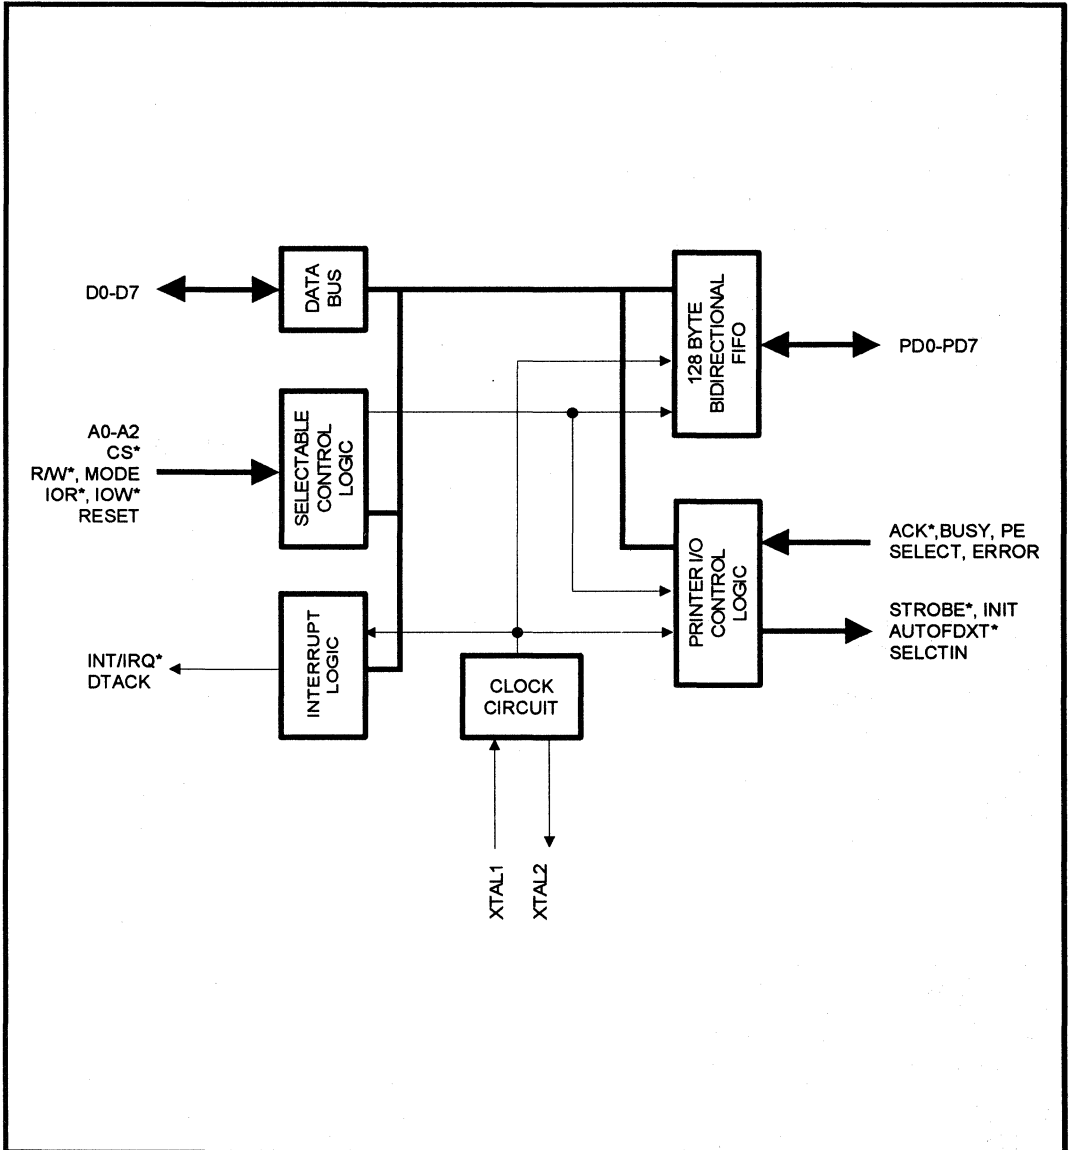 D0-D7
DATA
BUS
128 BYTE
BIDIRECTIONAL
FIFO
PD0-PD7
A0-A2
CS*
R/W*, MODE
IOR*, IOW*
RESET
SELECTABLE
CONTROL
LOGIC
PRINTER I/O
CONTROL
LOGIC
ACK*,BUSY, PE
SELECT, ERROR
STROBE*, INIT
AUTOFDXT*
SELCTIN
INT/IRQ*
DTACK
INTERRUPT
LOGIC
CLOCK
CIRCUIT
XTAL1
XTAL2